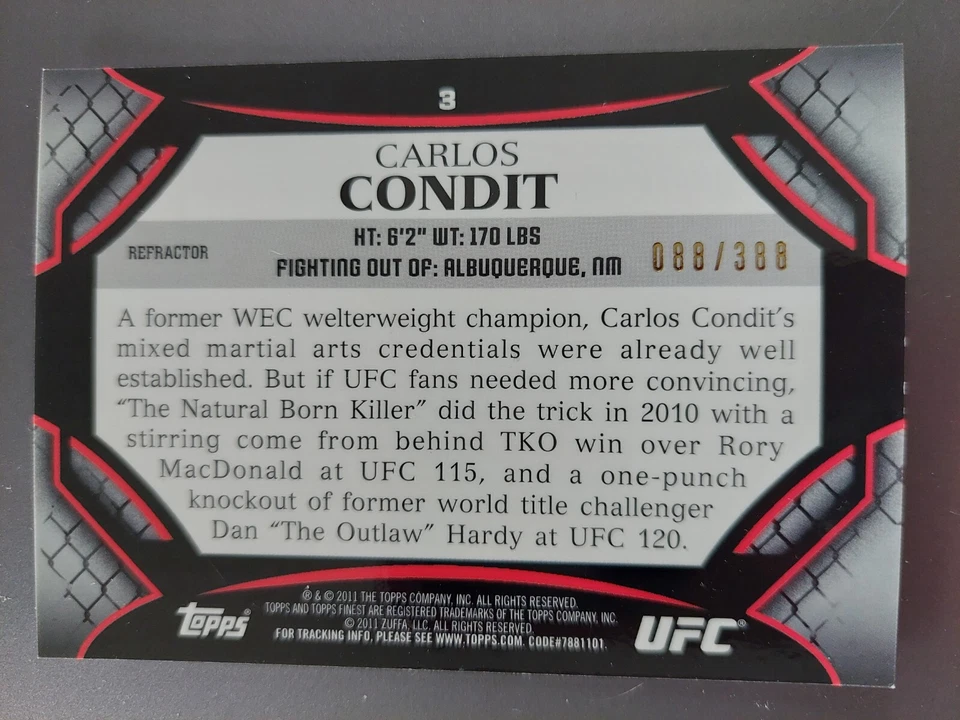 3
CARLOS
CONDIT
HT: 6'2" WT: 170 LBS
REFRACTOR
FIGHTING OUT OF: ALBUQUERQUE, NM
088/388
A former WEC welterweight champion, Carlos Condit's
mixed martial arts credentials were already well
established. But if UFC fans needed more convincing,
“The Natural Born Killer” did the trick in 2010 with a
stirring come from behind TKO win over Rory
MacDonald at UFC 115, and a one-punch
knockout of former world title challenger
Dan “The Outlaw” Hardy at UFC 120.
Topps®
® & © 2011 THE TOPPS COMPANY, INC. ALL RIGHTS RESERVED.
TOPPS AND TOPPS FINEST ARE REGISTERED TRADEMARKS OF THE TOPPS COMPANY, INC.
© 2011 ZUFFA, LLC. ALL RIGHTS RESERVED.
FOR TRACKING INFO, PLEASE SEE WWW.TOPPS.COM. CODE#7881101.
UFC®